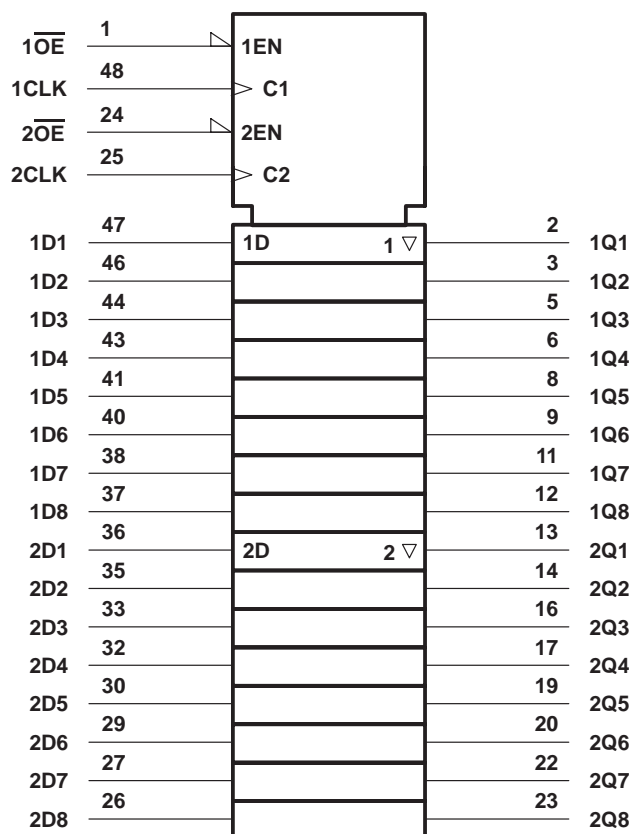 1O̅E̅ 1 1EN
1CLK 48 C1
2O̅E̅ 24 2EN
2CLK 25 C2
1D1 47 1D 1 ▽ 2 1Q1
1D2 46 3 1Q2
1D3 44 5 1Q3
1D4 43 6 1Q4
1D5 41 8 1Q5
1D6 40 9 1Q6
1D7 38 11 1Q7
1D8 37 12 1Q8
2D1 36 2D 2 ▽ 13 2Q1
2D2 35 14 2Q2
2D3 33 16 2Q3
2D4 32 17 2Q4
2D5 30 19 2Q5
2D6 29 20 2Q6
2D7 27 22 2Q7
2D8 26 23 2Q8